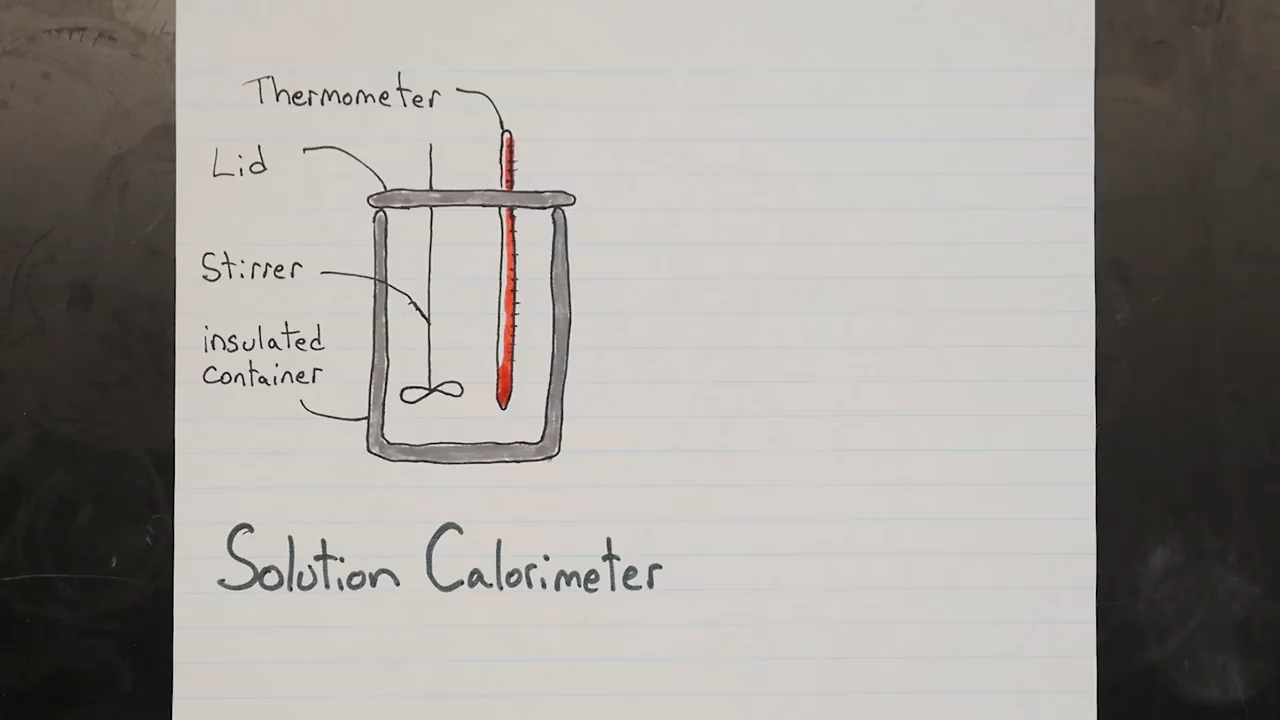 Thermometer
Lid
Stirrer
insulated
container
Solution Calorimeter